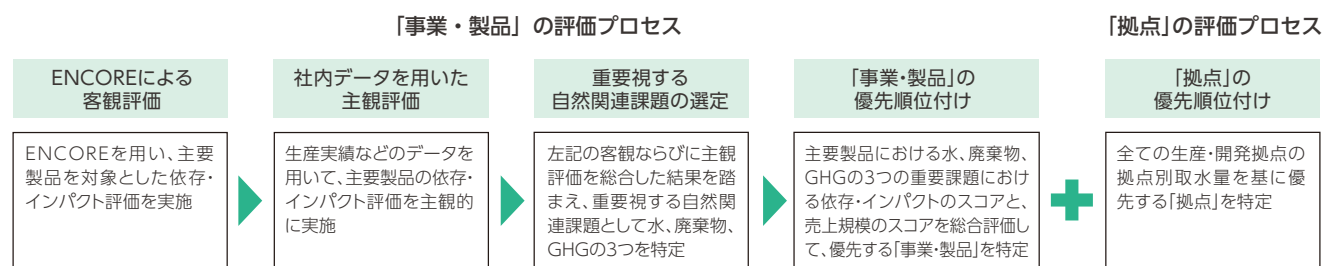 「事業・製品」の評価プロセス
「拠点」の評価プロセス
ENCOREによる
客観評価
ENCOREを用い、主要
製品を対象とした依存・
インパクト評価を実施
社内データを用いた
主観評価
生産実績などのデータを
用いて、主要製品の依存・
インパクト評価を主観的
に実施
重要視する
自然関連課題の選定
左記の客観ならびに主観
評価を総合した結果を踏
まえ、重要視する自然関
連課題として水、廃棄物、
GHGの3つを特定
「事業・製品」の
優先順位付け
主要製品における水、廃棄物、
GHGの3つの重要課題におけ
る依存・インパクトのスコアと、
売上規模のスコアを総合評価し
て、優先する「事業・製品」を特定
「拠点」の
優先順位付け
全ての生産・開発拠点の
拠点別取水量を基に優
先する「拠点」を特定